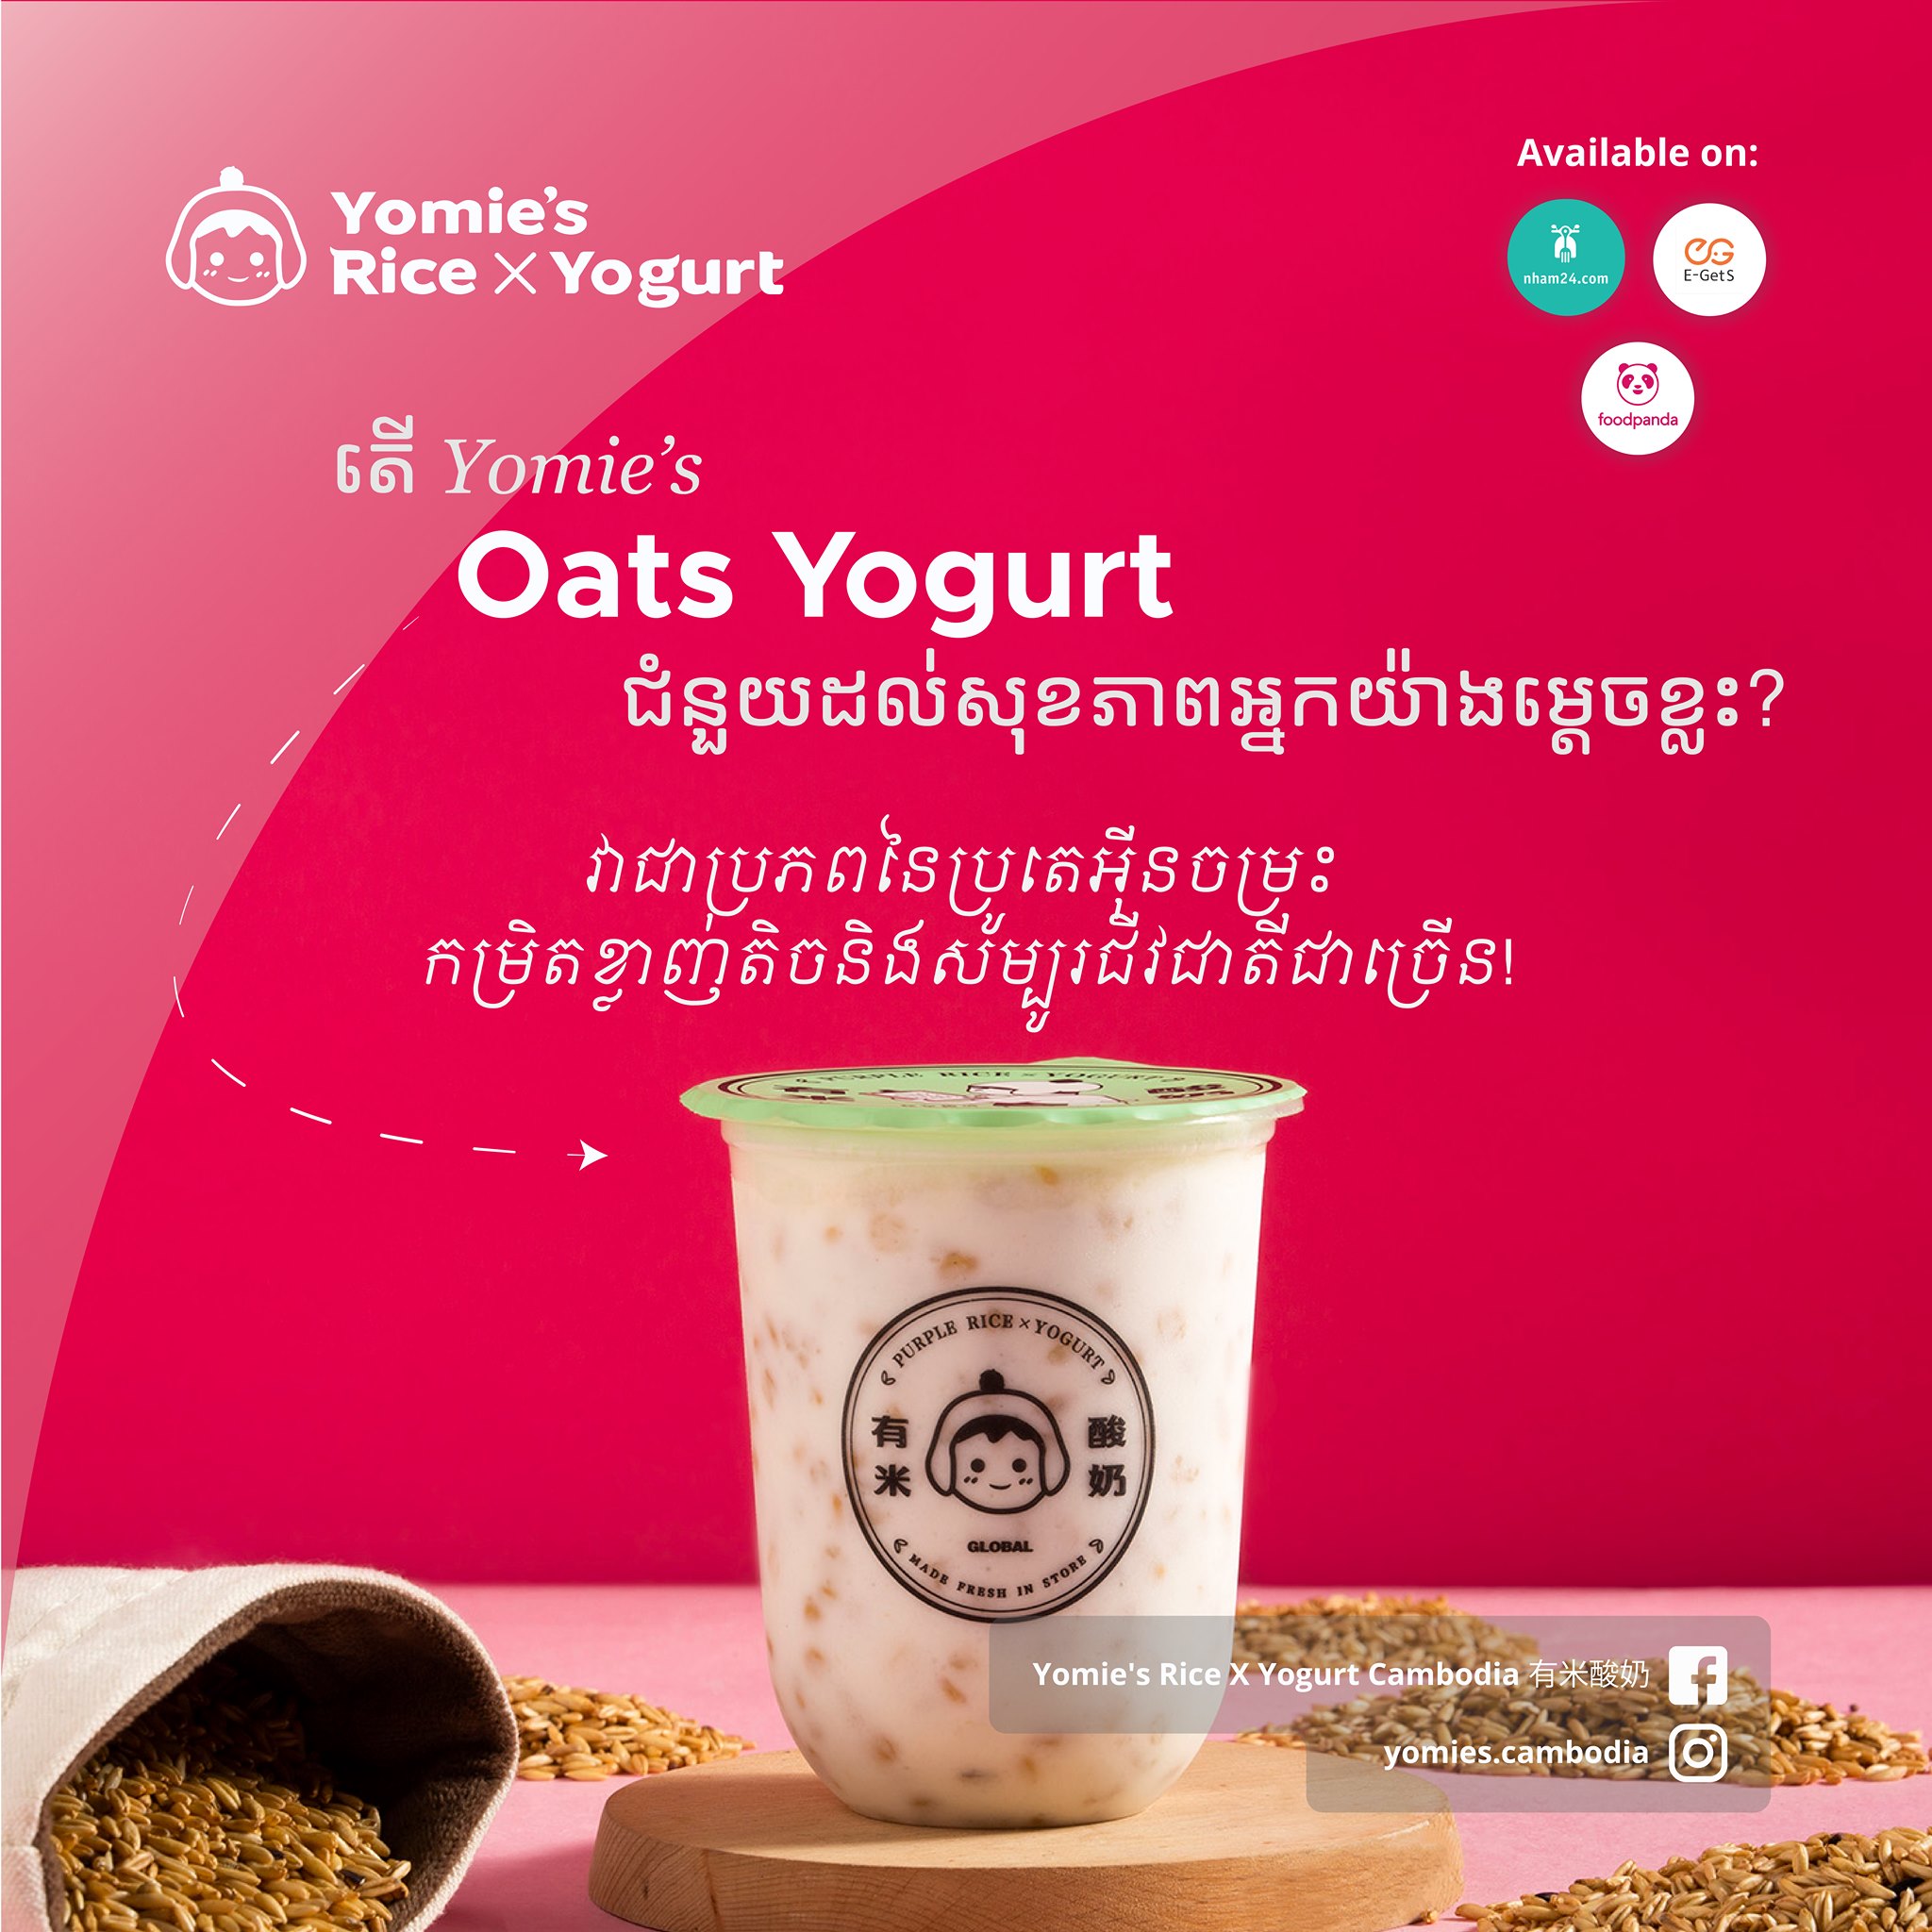 Yomie's
Rice X Yogurt
Available on:
nham24.com
E-GetS
foodpanda
តើ Yomie's
Oats Yogurt
ជំនួយដល់សុខភាពអ្នកយ៉ាងម្ដេចខ្លះ?
វាជាប្រភពនៃប្រូតេអ៊ីនចម្រុះ
កម្រិតខ្លាញ់តិចនិងសម្បូរជីវជាតិជាច្រើន!
PURPLE RICE × YOGURT
PURPLE RICE × YOGURT
有米
酸奶
GLOBAL
MADE FRESH IN STORE
Yomie's Rice X Yogurt Cambodia 有米酸奶
yomies.cambodia